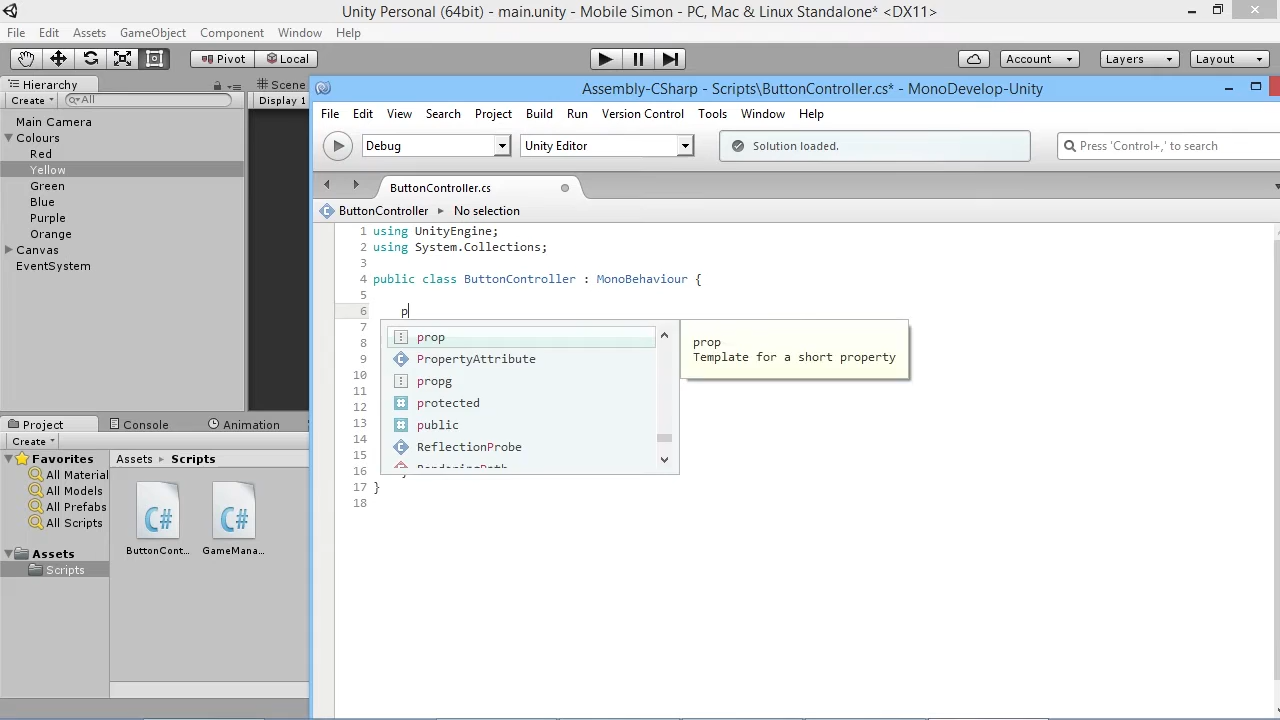 Unity Personal (64bit) - main.unity - Mobile Simon - PC, Mac & Linux Standalone* <DX11>
File Edit Assets GameObject Component Window Help
Pivot Local Account Layers Layout
Hierarchy
Scene
Create
All
Display 1
Main Camera
Colours
Red
Yellow
Green
Blue
Purple
Orange
Canvas
EventSystem
Project
Console
Animation
Create
Favorites
All Material
All Models
All Prefabs
All Scripts
Assets
Scripts
Assets ▸ Scripts
ButtonCont...
GameMana...
Assembly-CSharp - Scripts\ButtonController.cs* - MonoDevelop-Unity
File Edit View Search Project Build Run Version Control Tools Window Help
Debug
Unity Editor
Solution loaded.
Press 'Control+,' to search
ButtonController.cs
ButtonController ▸ No selection
1 using UnityEngine;
2 using System.Collections;
3
4 public class ButtonController : MonoBehaviour {
5
6 p
7
8
9
10
11
12
13
14
15
16 }
17 }
18
prop
PropertyAttribute
propg
protected
public
ReflectionProbe
RenderingPath
prop
Template for a short property